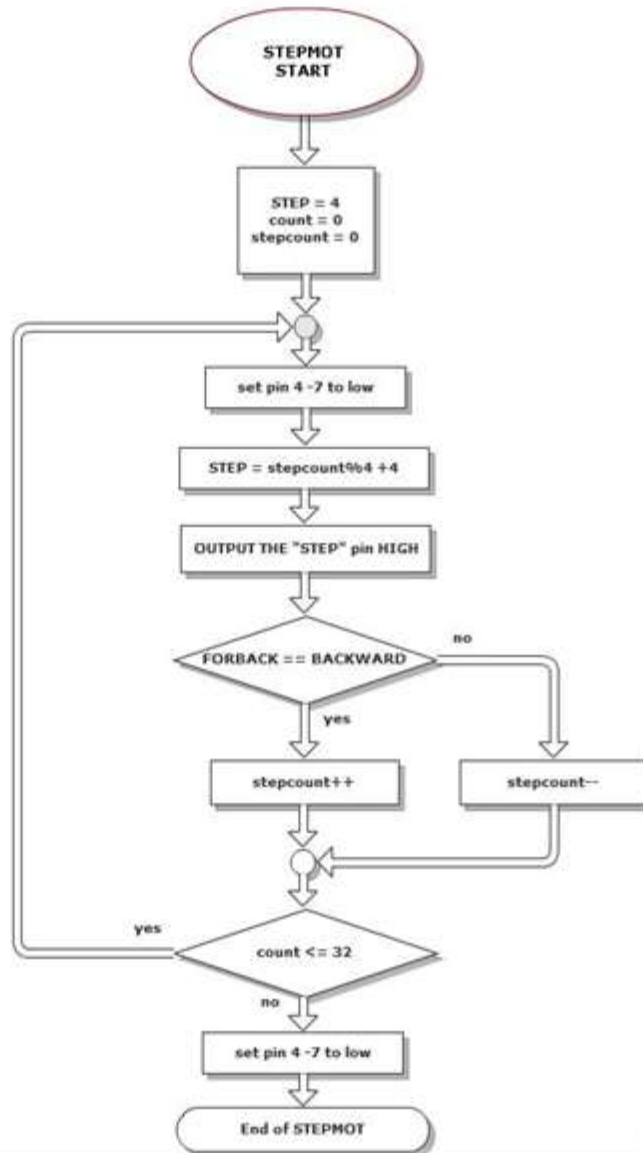 STEPMOT
START
STEP = 4
count = 0
stepcount = 0
set pin 4 -7 to low
STEP = stepcount%4 +4
OUTPUT THE "STEP" pin HIGH
FORBACK == BACKWARD
no
yes
stepcount++
stepcount--
yes
count <= 32
no
set pin 4 -7 to low
End of STEPMOT